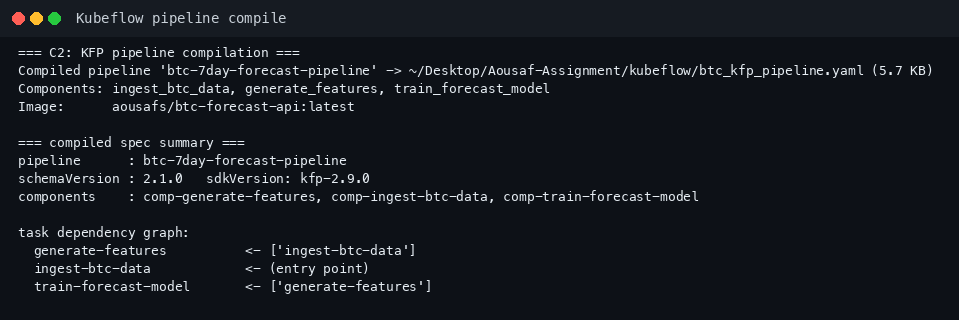 Kubeflow pipeline compile
=== C2: KFP pipeline compilation ===
Compiled pipeline 'btc-7day-forecast-pipeline' -> ~/Desktop/Aousaf-Assignment/kubeflow/btc_kfp_pipeline.yaml (5.7 KB)
Components: ingest_btc_data, generate_features, train_forecast_model
Image:      aousafs/btc-forecast-api:latest

=== compiled spec summary ===
pipeline      : btc-7day-forecast-pipeline
schemaVersion : 2.1.0   sdkVersion: kfp-2.9.0
components    : comp-generate-features, comp-ingest-btc-data, comp-train-forecast-model

task dependency graph:
  generate-features          <- ['ingest-btc-data']
  ingest-btc-data            <- (entry point)
  train-forecast-model       <- ['generate-features']